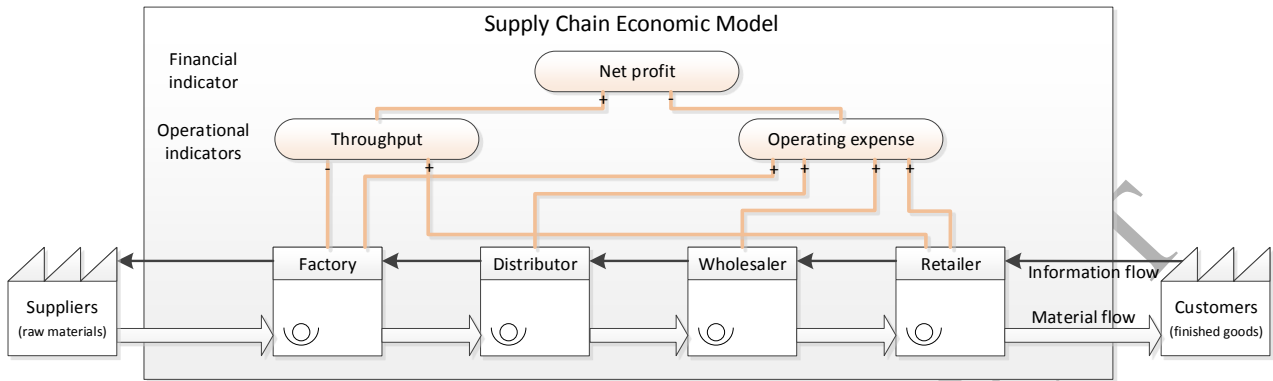 Supply Chain Economic Model
Financial
indicator
Net profit
+
-
Operational
indicators
Throughput
Operating expense
-
+
+
+
+
+
Factory
Distributor
Wholesaler
Retailer
Information flow
Suppliers
(raw materials)
Material flow
Customers
(finished goods)